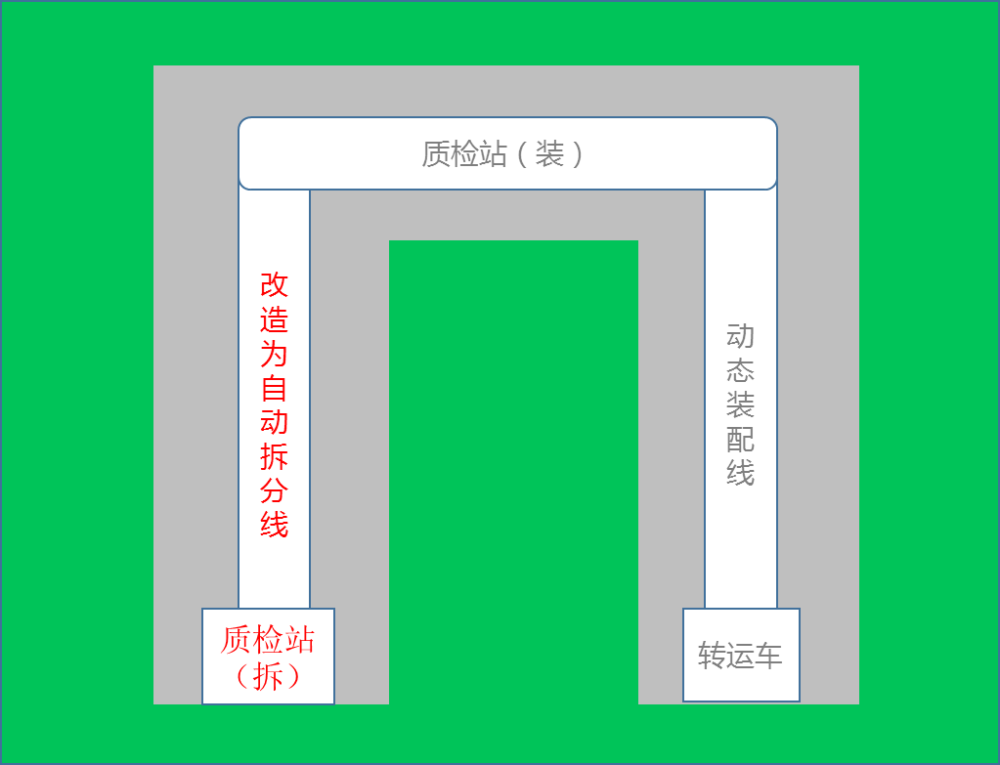 质检站（装）
改造为自动拆分线
动态装配线
质检站
（拆）
转运车